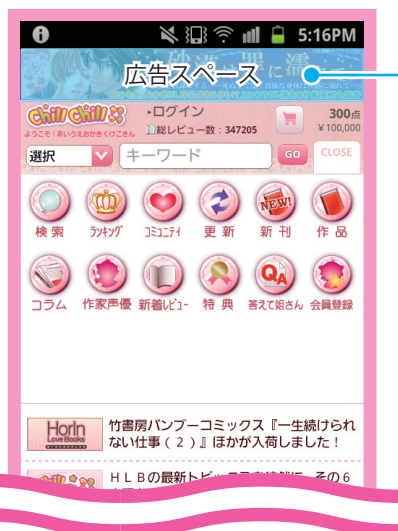 5:16PM
広告スペース
Chill Chill
ようこそ！あいうえおかきくけこさん
▸ログイン
総レビュー数：347205
300点
¥100,000
選択
キーワード
GO
CLOSE
NEW!
検索 ランキング コミュニティ 更新 新刊 作品
Q A
コラム 作家声優 新着レビュー 特典 答えて姐さん 会員登録
HorIn
Love Books
竹書房バンブーコミックス『一生続けられ
ない仕事（２）』ほかが入荷しました！